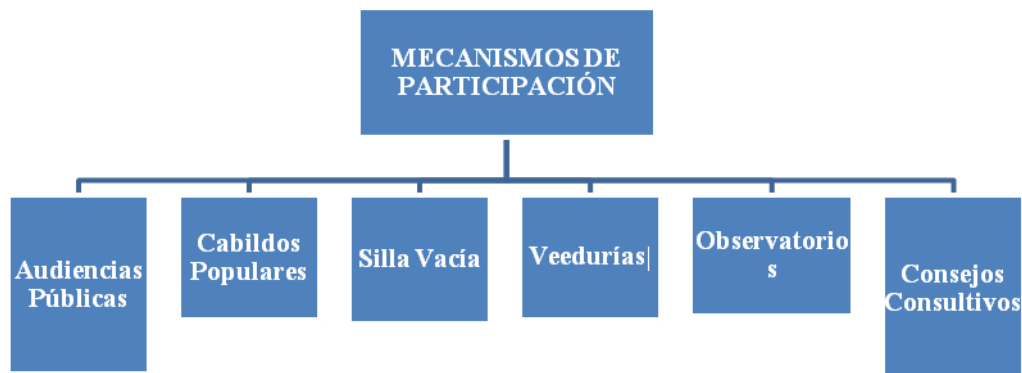 MECANISMOS DE
PARTICIPACIÓN
Audiencias
Públicas
Cabildos
Populares
Silla Vacía
Veedurías|
Observatorio
s
Consejos
Consultivos